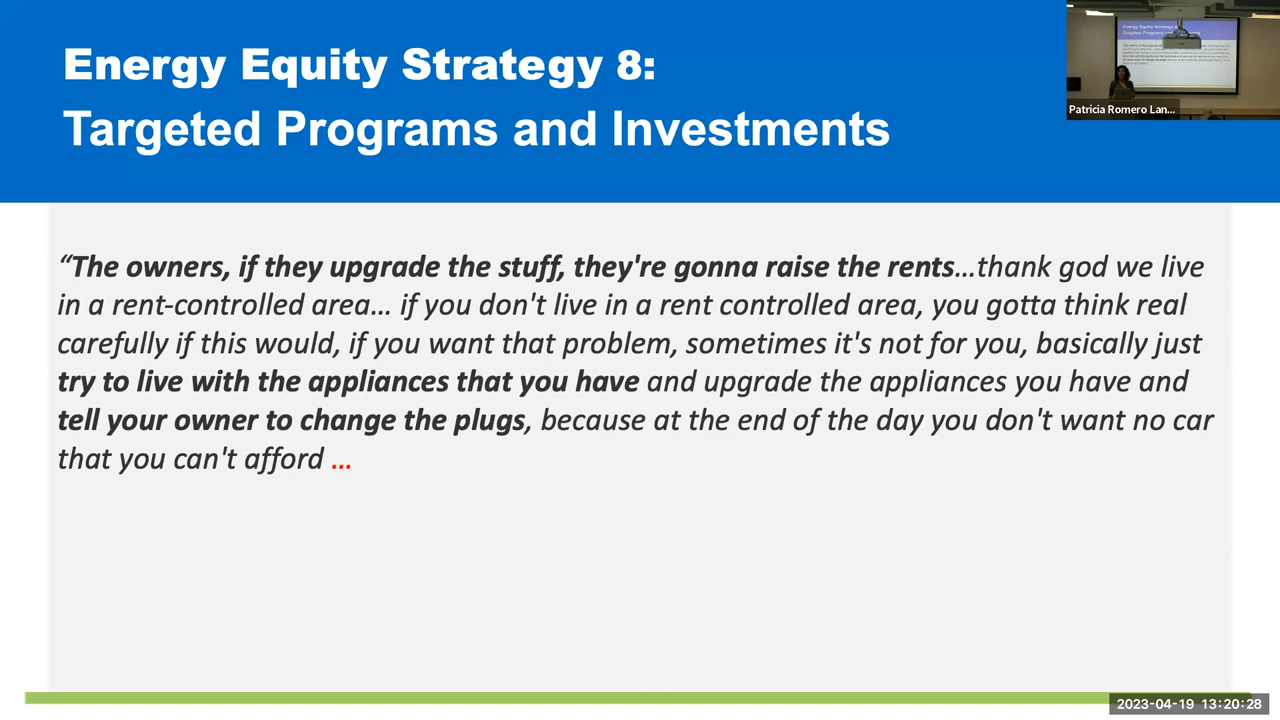 Energy Equity Strategy 8:
Targeted Programs and Investments
Patricia Romero Lan...
“The owners, if they upgrade the stuff, they're gonna raise the rents…thank god we live
in a rent-controlled area… if you don't live in a rent controlled area, you gotta think real
carefully if this would, if you want that problem, sometimes it's not for you, basically just
try to live with the appliances that you have and upgrade the appliances you have and
tell your owner to change the plugs, because at the end of the day you don't want no car
that you can't afford …
2023-04-19 13:20:28